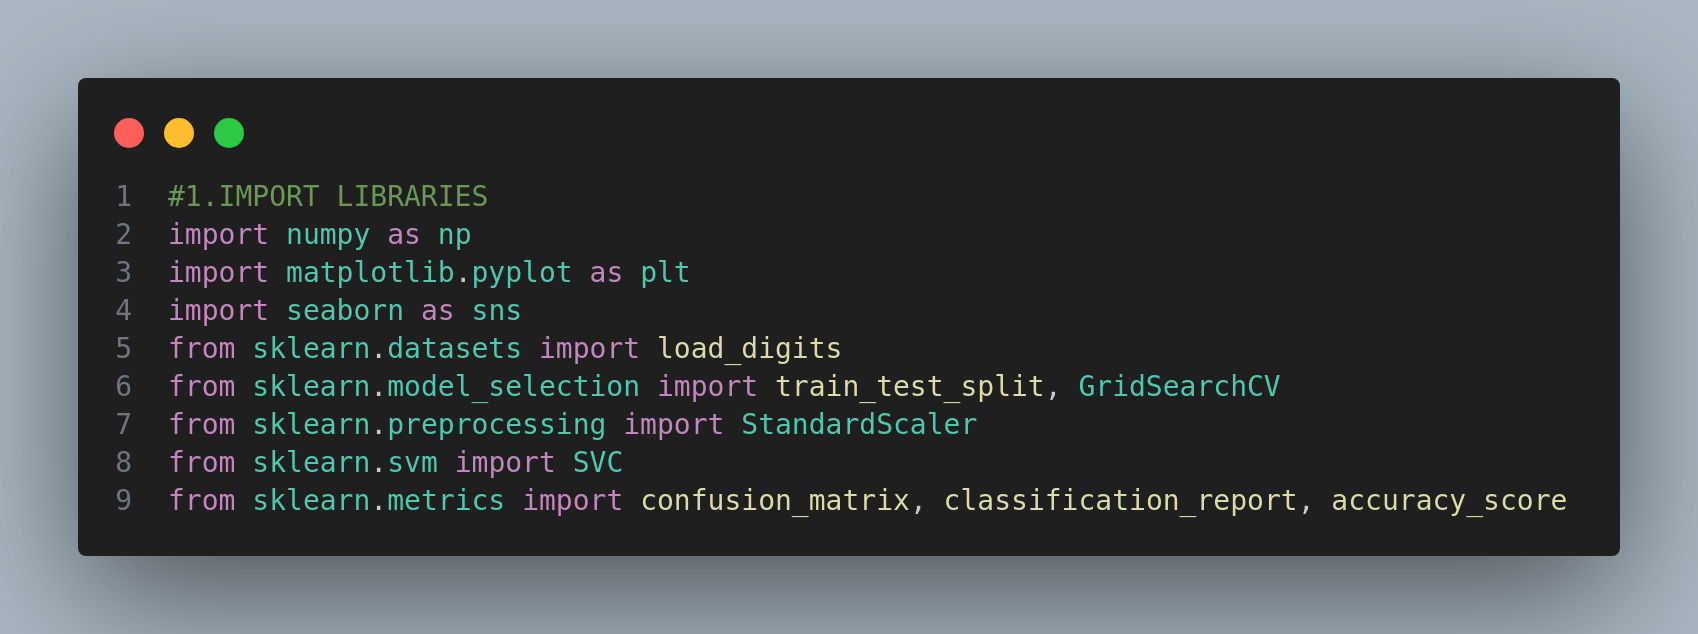 1 #1.IMPORT LIBRARIES
2 import numpy as np
3 import matplotlib.pyplot as plt
4 import seaborn as sns
5 from sklearn.datasets import load_digits
6 from sklearn.model_selection import train_test_split, GridSearchCV
7 from sklearn.preprocessing import StandardScaler
8 from sklearn.svm import SVC
9 from sklearn.metrics import confusion_matrix, classification_report, accuracy_score